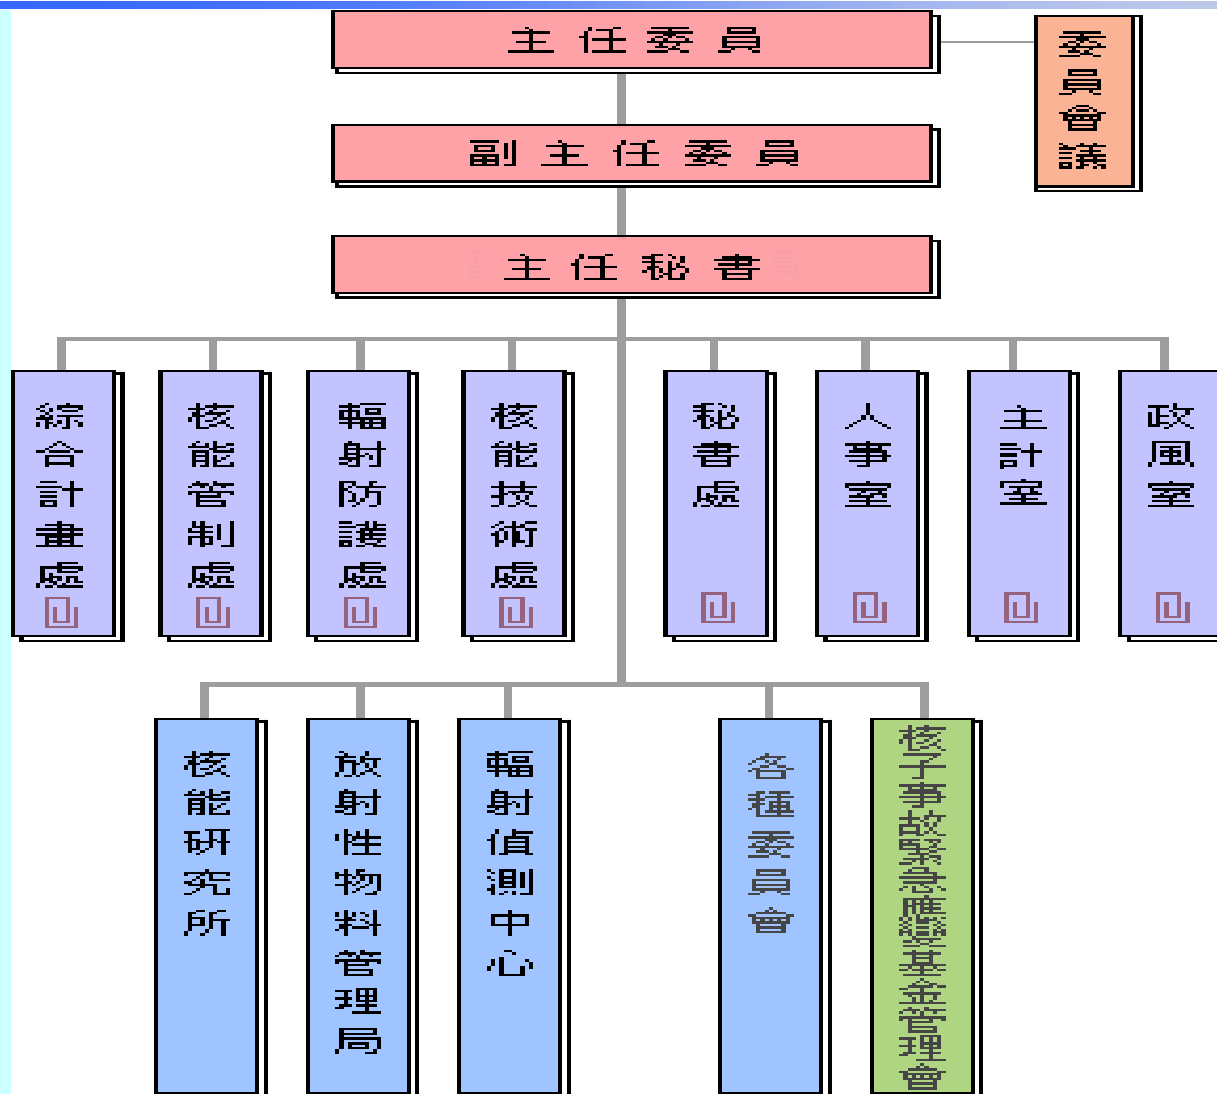 主任委員
委員會議
副主任委員
主任秘書
綜合計畫處
核能管制處
輻射防護處
核能技術處
秘書處
人事室
主計室
政風室
核能研究所
放射性物料管理局
輻射偵測中心
各種委員會
核子事故緊急應變基金管理會